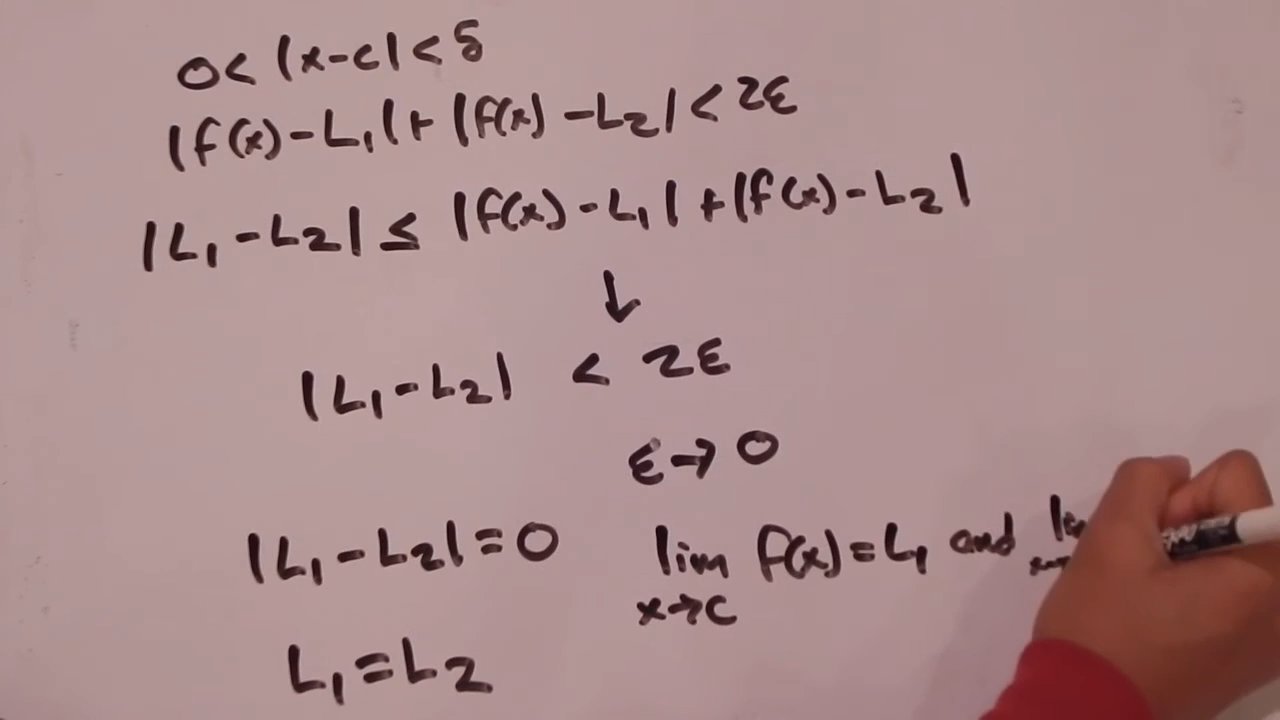 0< |x-c|<δ
|f(x)-L₁|+ |f(x) -L₂|< 2ε
|L₁-L₂| ≤ |f(x)-L₁| +|f(x)-L₂|
↓
|L₁-L₂| < 2ε
ε→0
|L₁-L₂|=0
lim f(x)=L₁ and
x→c
L₁=L₂